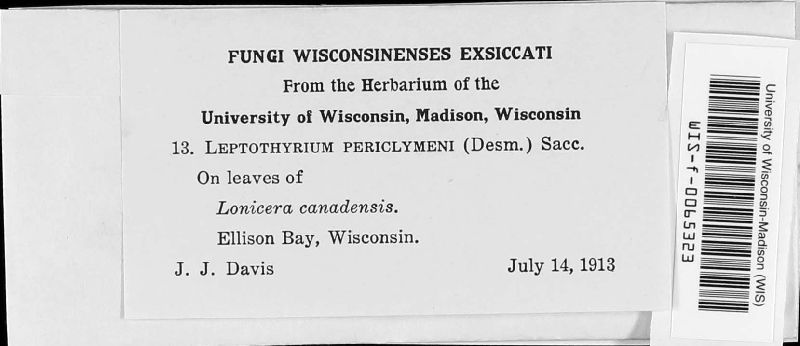 FUNGI WISCONSINENSES EXSICCATI
From the Herbarium of the
University of Wisconsin, Madison, Wisconsin
13. LEPTOTHYRIUM PERICLYMENI (Desm.) Sacc.
On leaves of
Lonicera canadensis.
Ellison Bay, Wisconsin.
J. J. Davis July 14, 1913
University of Wisconsin-Madison (WIS)
WIS-f-0065323